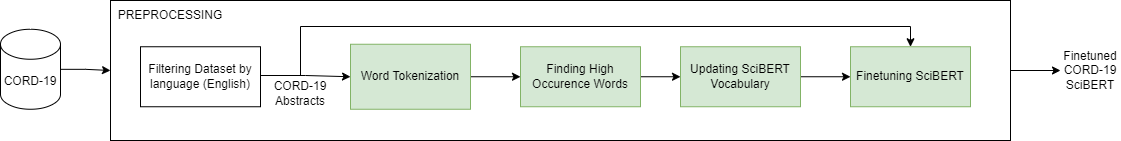 PREPROCESSING
CORD-19
Filtering Dataset by
language (English)
CORD-19
Abstracts
Word Tokenization
Finding High
Occurence Words
Updating SciBERT
Vocabulary
Finetuning SciBERT
Finetuned
CORD-19
SciBERT